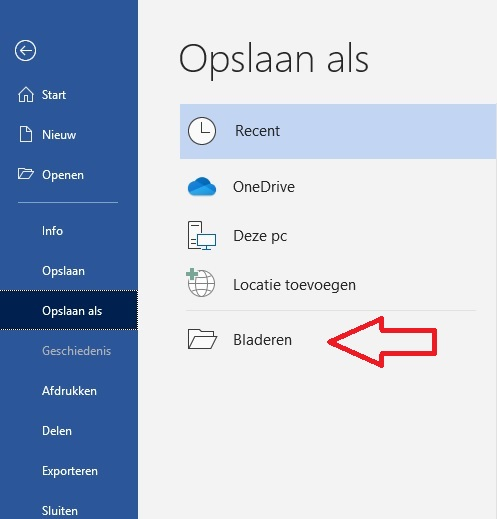 Start
Nieuw
Openen
Info
Opslaan
Opslaan als
Geschiedenis
Afdrukken
Delen
Exporteren
Sluiten
Opslaan als
Recent
OneDrive
Deze pc
Locatie toevoegen
Bladeren